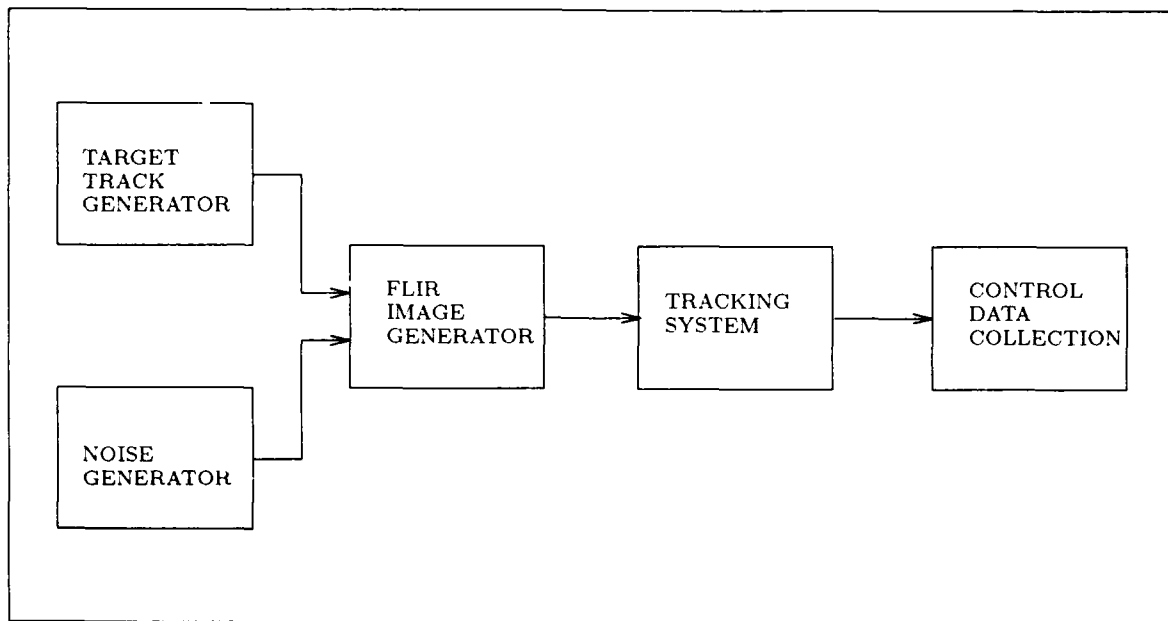 TARGET
TRACK
GENERATOR
NOISE
GENERATOR
FLIR
IMAGE
GENERATOR
TRACKING
SYSTEM
CONTROL
DATA
COLLECTION